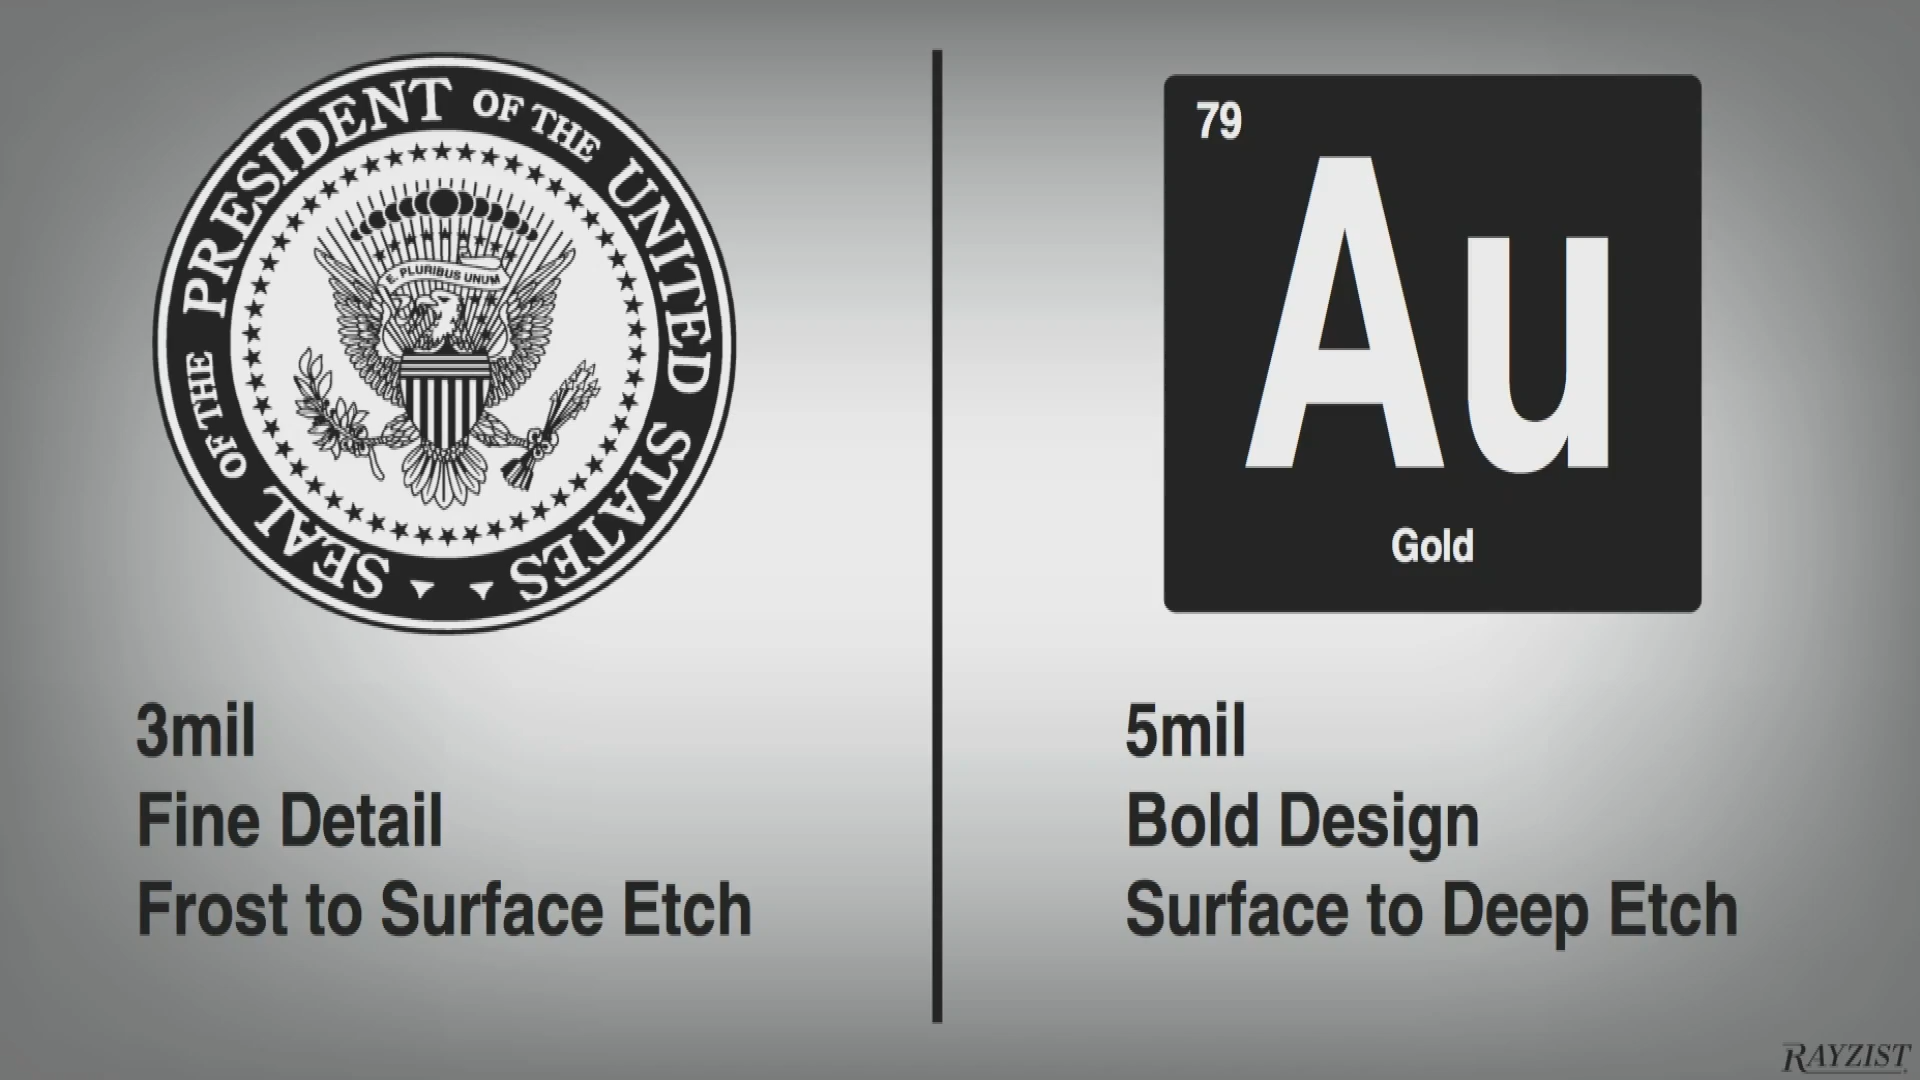 SEAL OF THE PRESIDENT OF THE UNITED STATES
E PLURIBUS UNUM
3mil
Fine Detail
Frost to Surface Etch
79
Au
Gold
5mil
Bold Design
Surface to Deep Etch
RAYZIST